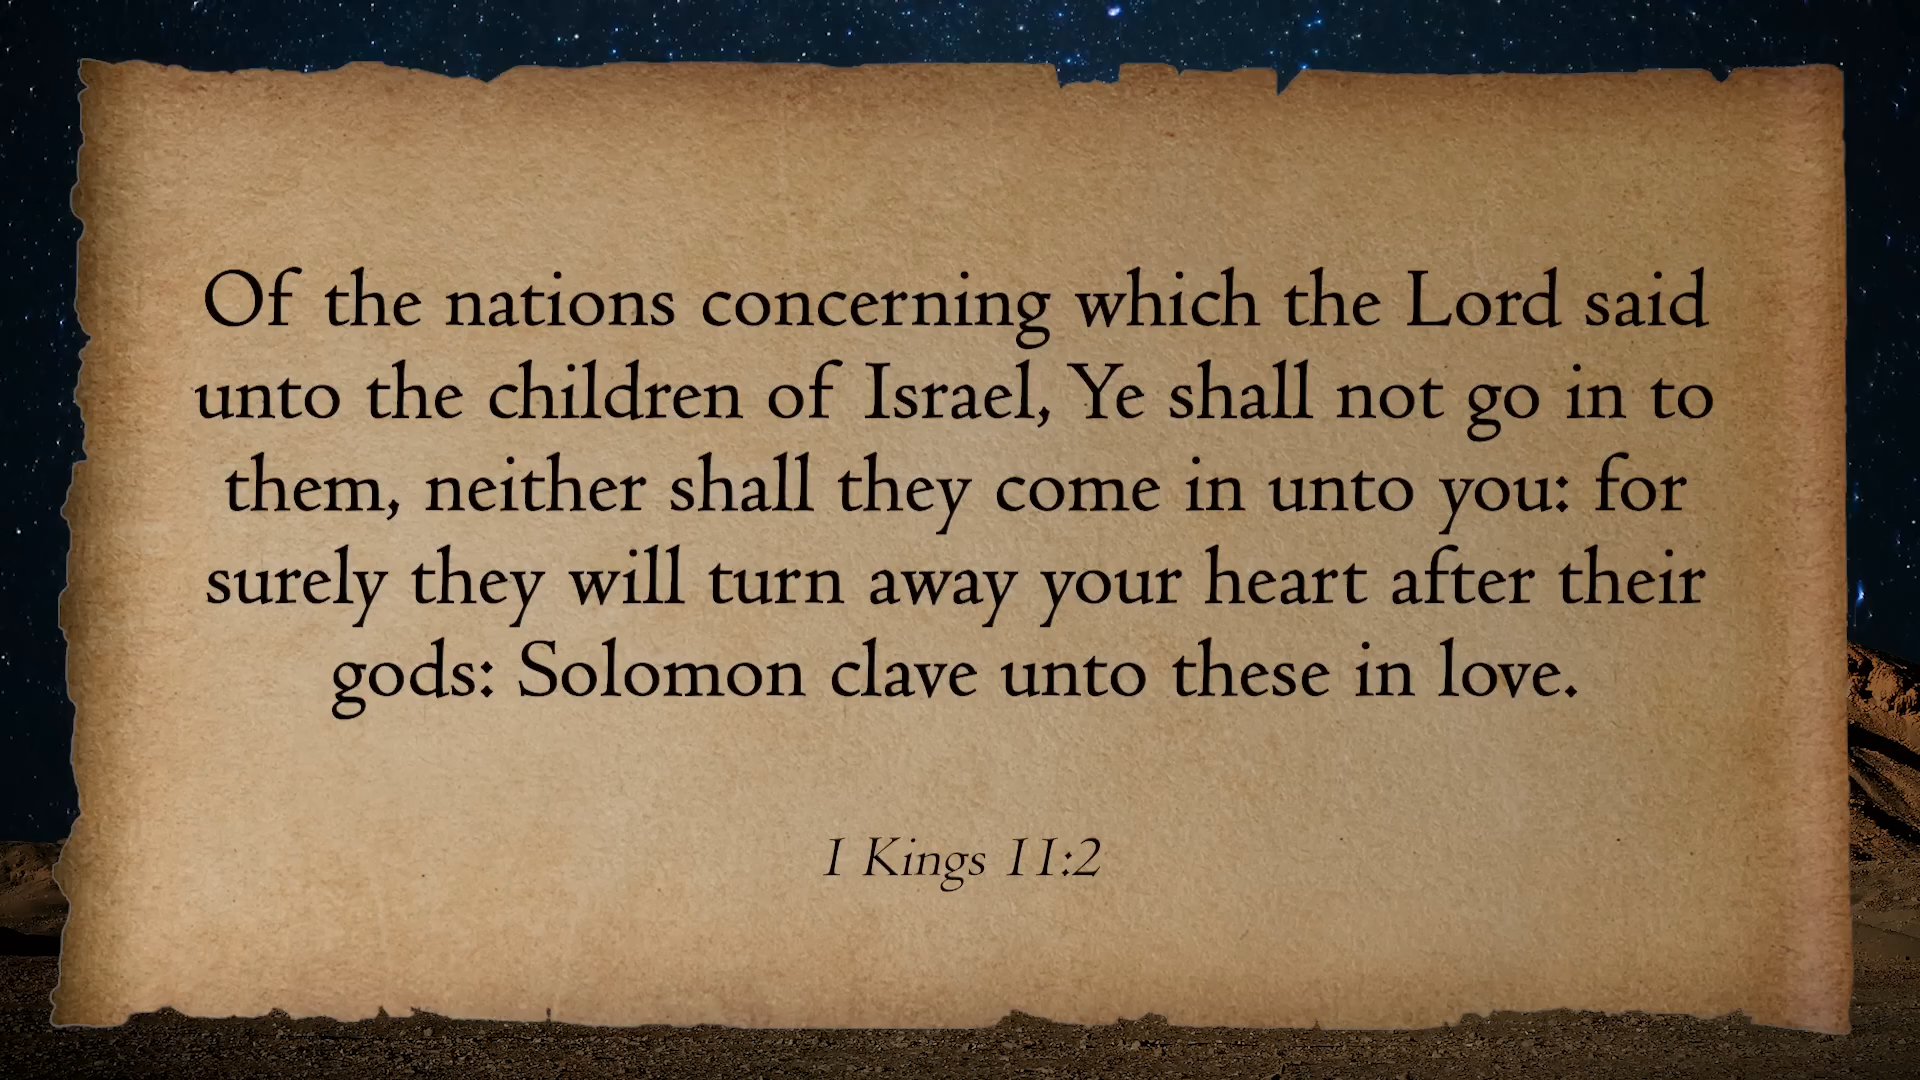 Of the nations concerning which the Lord said
unto the children of Israel, Ye shall not go in to
them, neither shall they come in unto you: for
surely they will turn away your heart after their
gods: Solomon clave unto these in love.
1 Kings 11:2